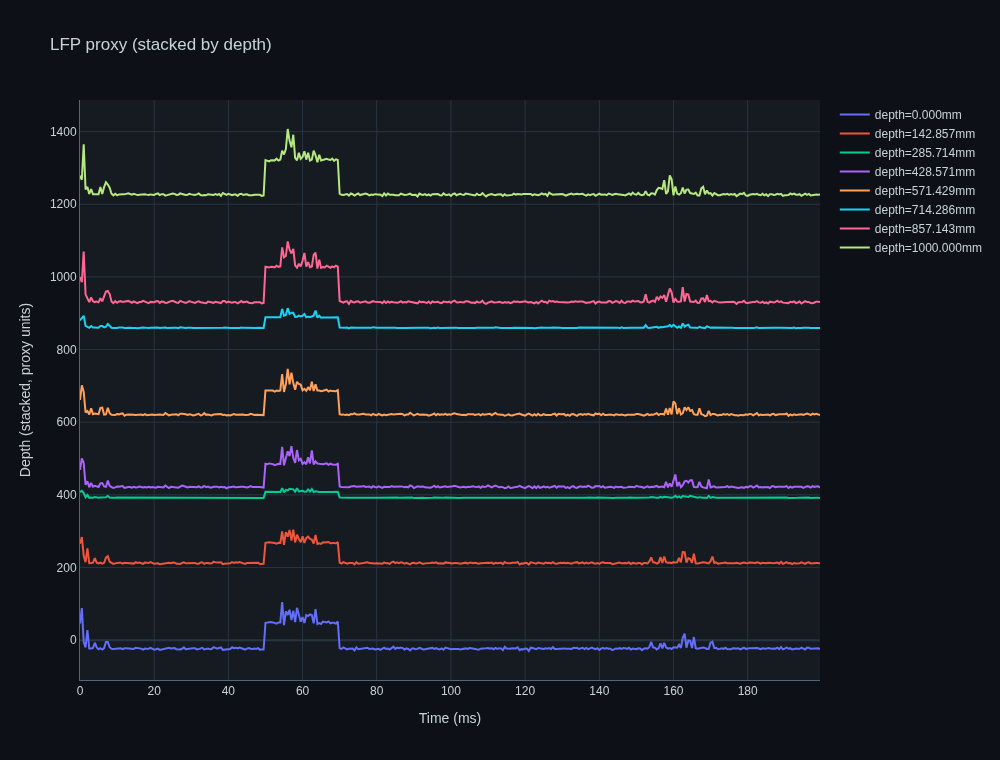 LFP proxy (stacked by depth)
depth=0.000mm
depth=142.857mm
depth=285.714mm
depth=428.571mm
depth=571.429mm
depth=714.286mm
depth=857.143mm
depth=1000.000mm
Depth (stacked, proxy units)
1400
1200
1000
800
600
400
200
0
0 20 40 60 80 100 120 140 160 180
Time (ms)